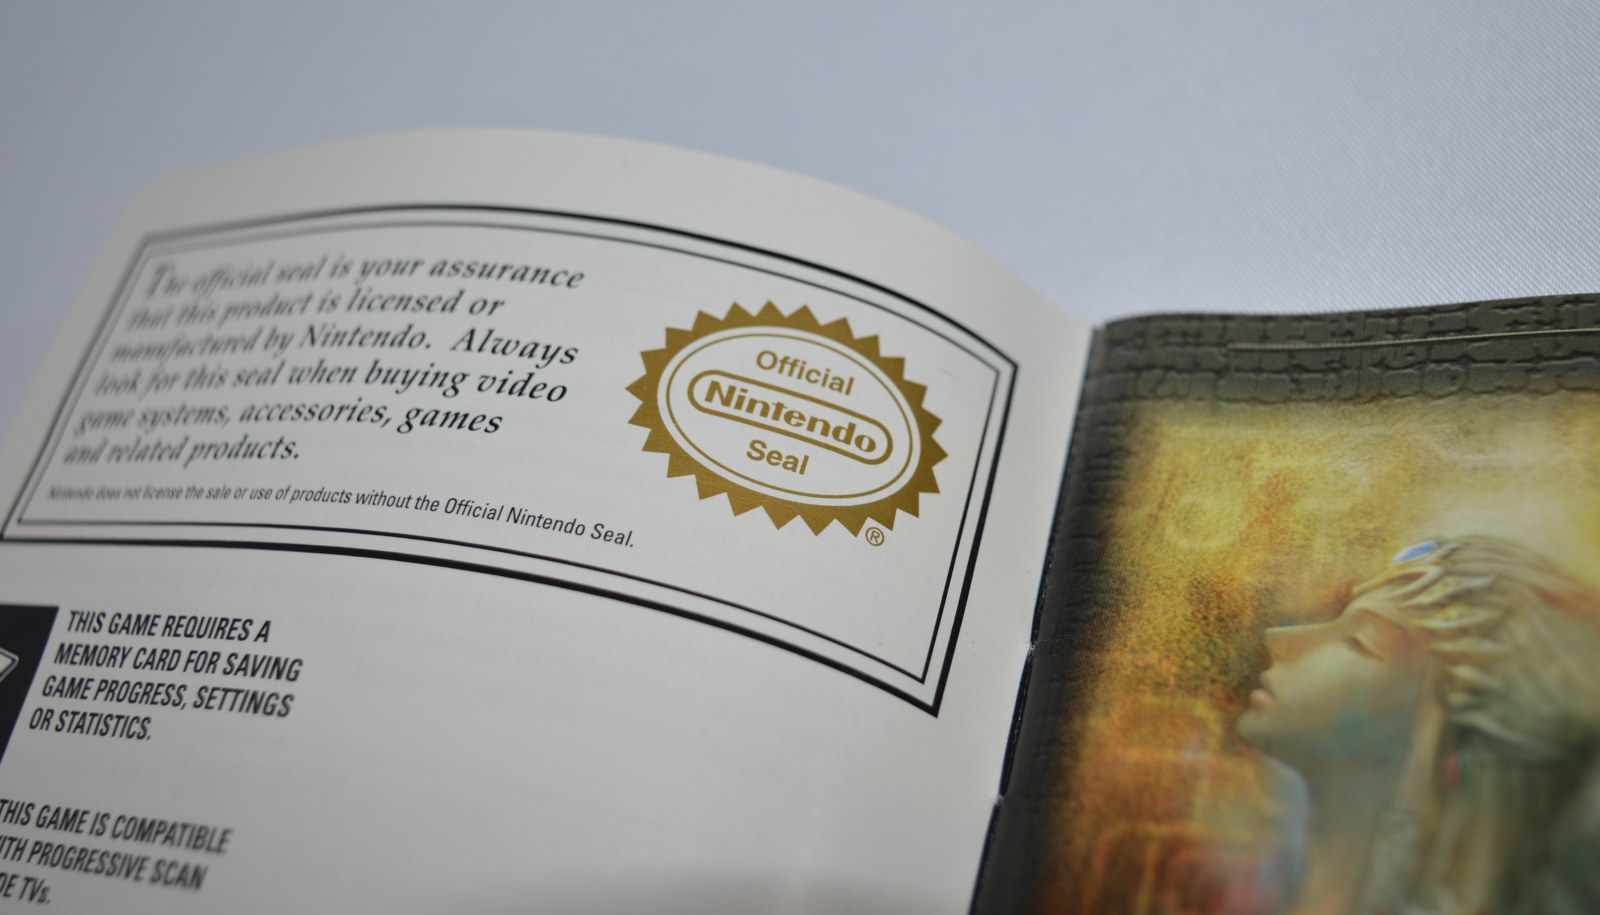 The official seal is your assurance
that this product is licensed or
manufactured by Nintendo. Always
look for this seal when buying video
game systems, accessories, games
and related products.
Nintendo does not license the sale or use of products without the Official Nintendo Seal.
Official
Nintendo
Seal
®
THIS GAME REQUIRES A
MEMORY CARD FOR SAVING
GAME PROGRESS, SETTINGS
OR STATISTICS.
THIS GAME IS COMPATIBLE
ITH PROGRESSIVE SCAN
DE TVs.